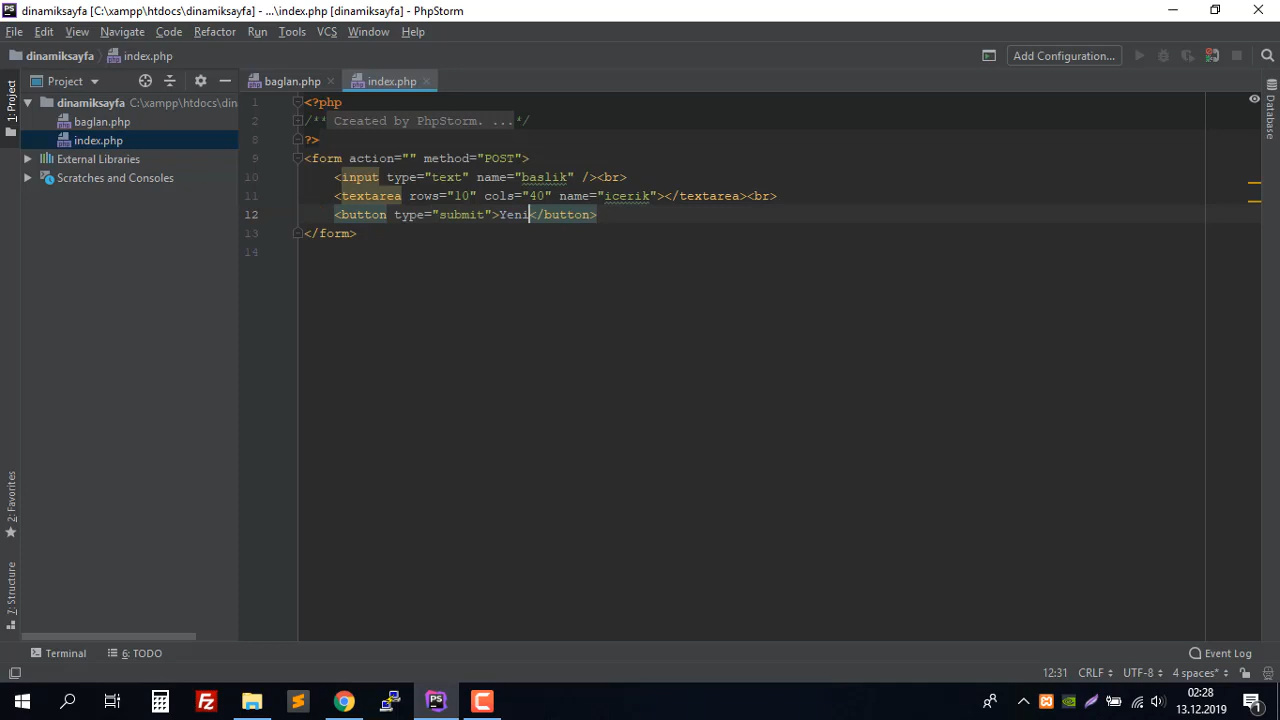 dinamiksayfa [C:\xampp\htdocs\dinamiksayfa] - ...\index.php [dinamiksayfa] - PhpStorm
File Edit View Navigate Code Refactor Run Tools VCS Window Help
dinamiksayfa index.php Add Configuration...
1: Project
Project
dinamiksayfa C:\xampp\htdocs\din
baglan.php
index.php
External Libraries
Scratches and Consoles
2: Favorites
7: Structure
baglan.php index.php
1 <?php
2 /** Created by PhpStorm. ...*/
8 ?>
9 <form action="" method="POST">
10 <input type="text" name="baslik" /><br>
11 <textarea rows="10" cols="40" name="icerik"></textarea><br>
12 <button type="submit">Yeni</button>
13 </form>
14
Database
Terminal 6: TODO Event Log
12:31 CRLF UTF-8 4 spaces*
PS
02:28
13.12.2019
1